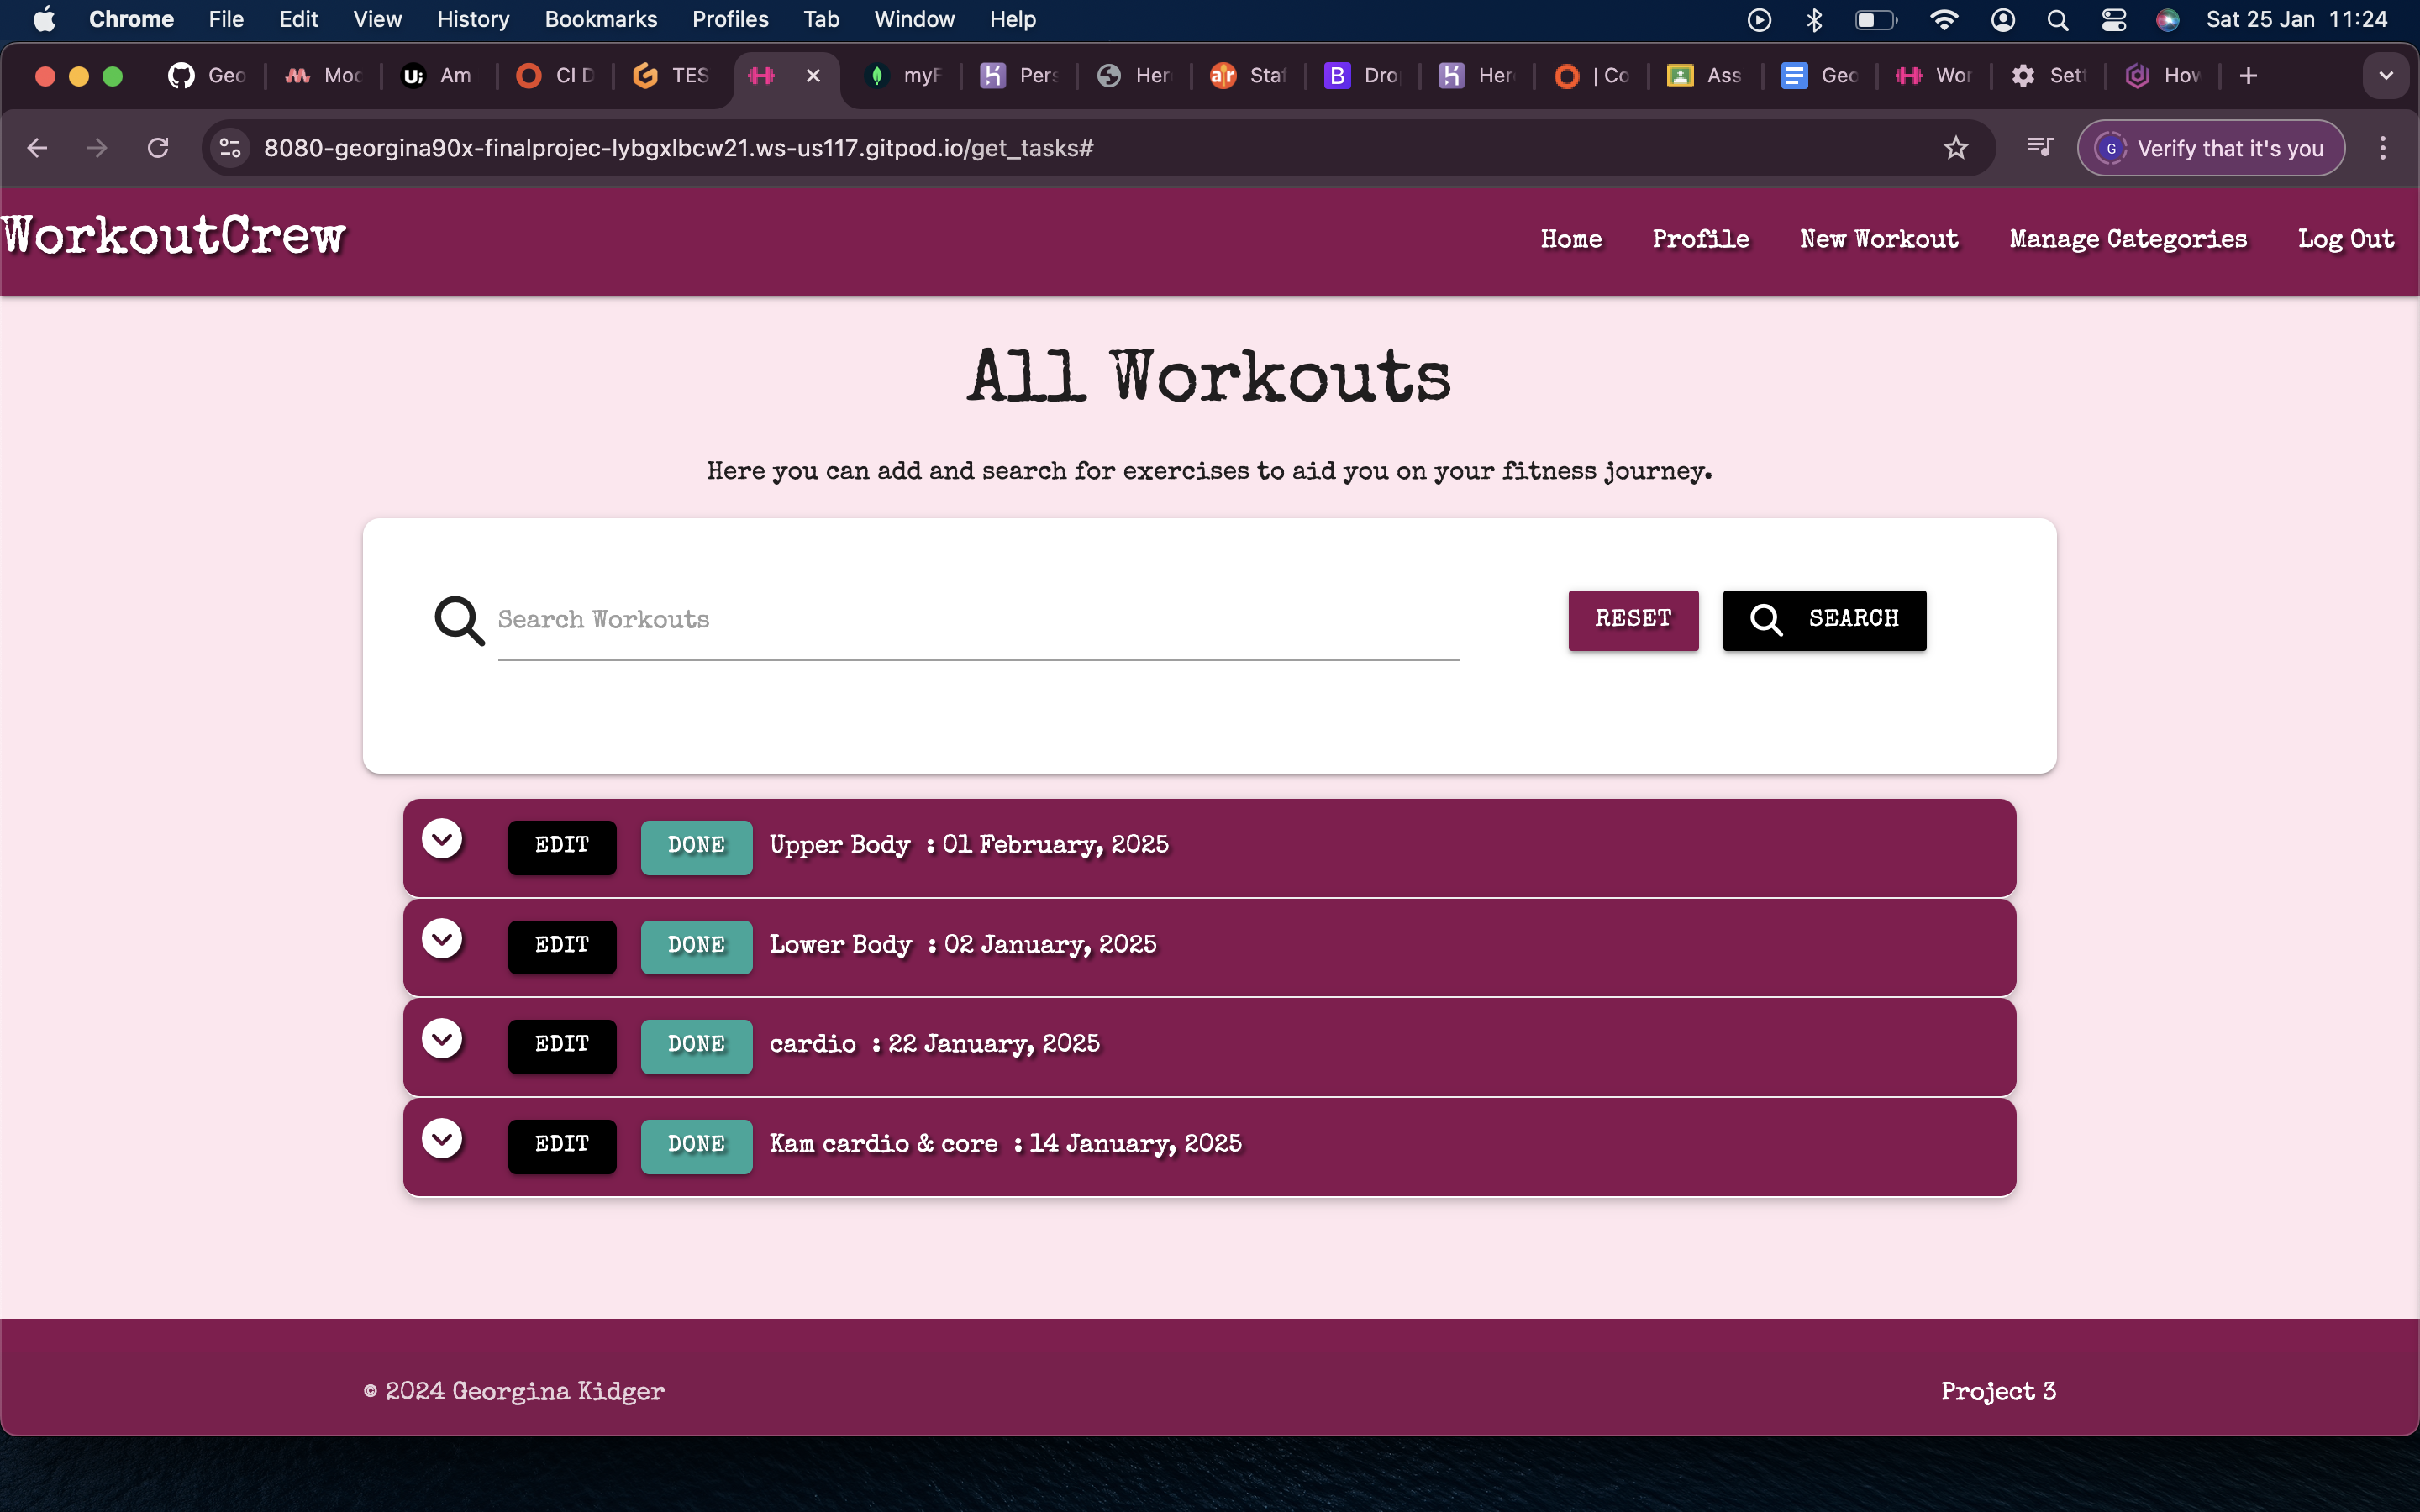 Chrome File Edit View History Bookmarks Profiles Tab Window Help Sat 25 Jan 11:24
Geo Moc Am CI D TES myF Pers Her Staf Dro Her | Co Ass Geo Wor Set How
8080-georgina90x-finalprojec-lybgxlbcw21.ws-us117.gitpod.io/get_tasks# G Verify that it's you
WorkoutCrew Home Profile New Workout Manage Categories Log Out
All Workouts
Here you can add and search for exercises to aid you on your fitness journey.
Search Workouts RESET SEARCH
EDIT DONE Upper Body : 01 February, 2025
EDIT DONE Lower Body : 02 January, 2025
EDIT DONE cardio : 22 January, 2025
EDIT DONE Kam cardio & core : 14 January, 2025
© 2024 Georgina Kidger Project 3